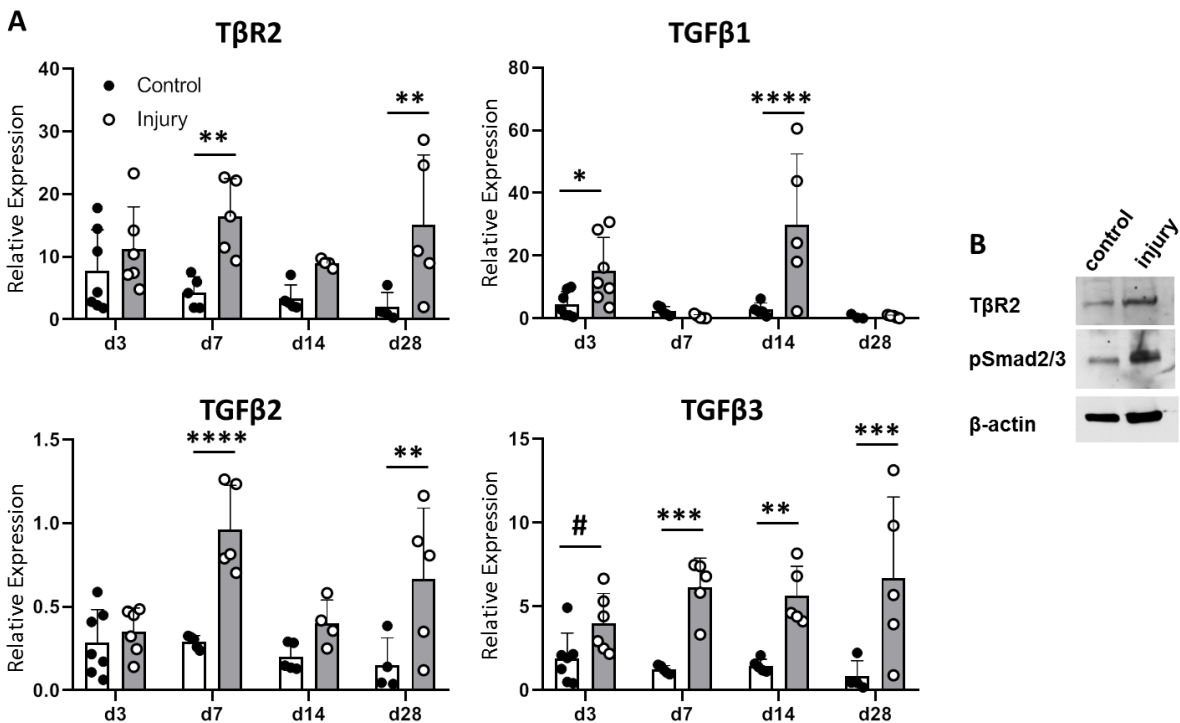 A
TβR2
Relative Expression
40
30
20
10
0
Control
Injury
**
**
d3 d7 d14 d28
TGFβ1
Relative Expression
80
60
40
20
0
*
****
d3 d7 d14 d28
B
control injury
TβR2
pSmad2/3
β-actin
TGFβ2
Relative Expression
1.5
1.0
0.5
0.0
****
**
d3 d7 d14 d28
TGFβ3
Relative Expression
15
10
5
0
#
***
**
***
d3 d7 d14 d28